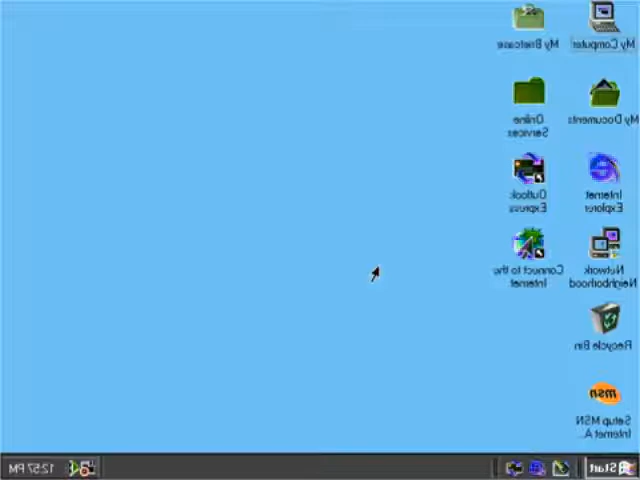 My Computer
My Briefcase
My Documents
Online
Services
Internet
Explorer
Outlook
Express
Network
Neighborhood
Connect to the
Internet
Recycle Bin
msn
Setup MSN
Internet A...
Start
12:57 PM